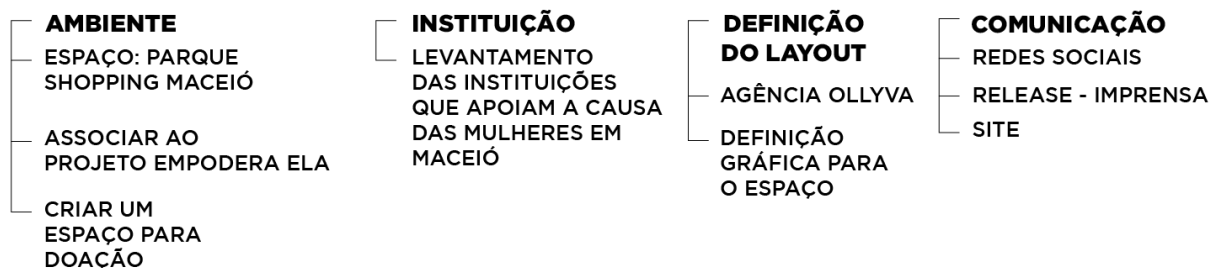 AMBIENTE
ESPAÇO: PARQUE
SHOPPING MACEIÓ
ASSOCIAR AO
PROJETO EMPODERA ELA
CRIAR UM
ESPAÇO PARA
DOAÇÃO
INSTITUIÇÃO
LEVANTAMENTO
DAS INSTITUIÇÕES
QUE APOIAM A CAUSA
DAS MULHERES EM
MACEIÓ
DEFINIÇÃO
DO LAYOUT
AGÊNCIA OLLYVA
DEFINIÇÃO
GRÁFICA PARA
O ESPAÇO
COMUNICAÇÃO
REDES SOCIAIS
RELEASE - IMPRENSA
SITE